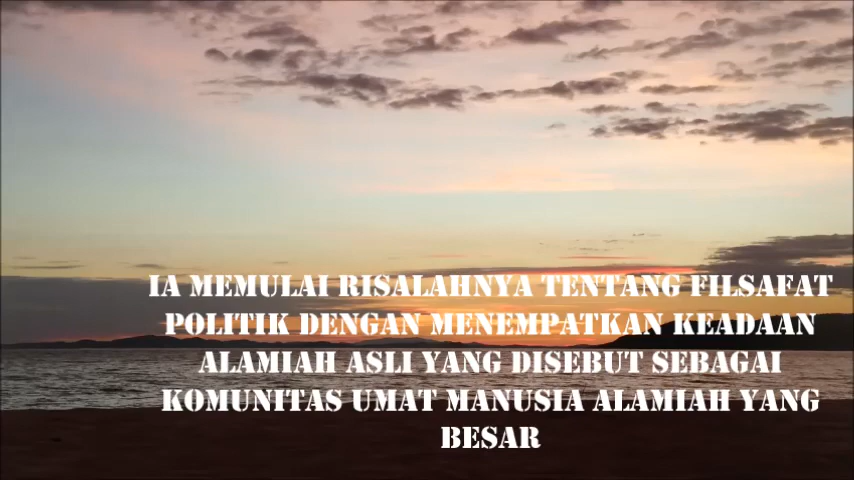 IA MEMULAI RISALAHNYA TENTANG FILSAFAT
POLITIK DENGAN MENEMPATKAN KEADAAN
ALAMIAH ASLI YANG DISEBUT SEBAGAI
KOMUNITAS UMAT MANUSIA ALAMIAH YANG
BESAR